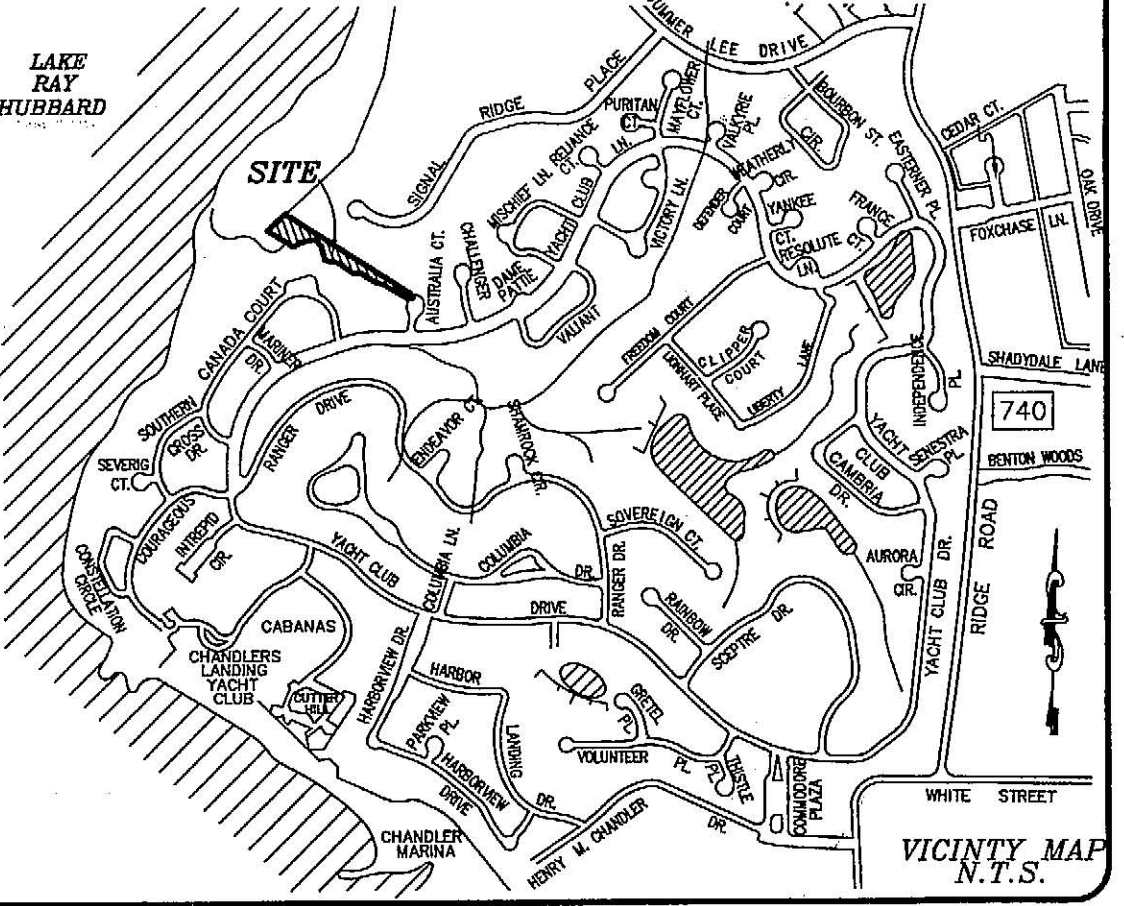 SUMMER LEE DRIVE
LAKE
RAY
HUBBARD
SIGNAL RIDGE PLACE
SITE
PURITAN
CT.
MAYFLOWER
CT.
VALKYRIE
PL.
BOURBON ST.
CIR.
EASTERNER PL.
CEDAR CT.
OAK DRIVE
FOXCHASE LN.
RELIANCE
CT.
MISCHIEF LN.
YACHT CLUB LN.
VICTORY LN.
WEATHERLY
CIR.
DEFENDER
COURT
YANKEE
CT.
FRANCE
CT.
RESOLUTE
LN.
AUSTRALIA CT.
CHALLENGER
DAME
PATTIE
VALIANT
CANADA COURT
MARINER
DR.
FREEDOM COURT
LIONHART PLACE
CLIPPER
COURT
LIBERTY LANE
INDEPENDENCE
PL.
SHADYDALE LANE
740
BENTON WOODS
SOUTHERN
CROSS
DR.
RANGER DRIVE
ENDEAVOR CT.
SHAMROCK CIR.
YACHT
CLUB
SENESTRA
PL.
CAMBRIA
DR.
SEVERIG
CT.
COURAGEOUS
INTREPID
CIR.
CONSTELLATION
CIRCLE
YACHT CLUB DRIVE
COLUMBIA LN.
COLUMBIA DR.
RANGER DR.
SOVEREIGN CT.
AURORA
CIR.
YACHT CLUB DR.
RIDGE ROAD
RAINBOW
DR.
SCEPTRE DR.
CABANAS
CHANDLERS
LANDING
YACHT
CLUB
CUTTER
HILL
HARBORVIEW DR.
HARBOR LANDING DR.
PARKVIEW
PL.
HARBORVIEW
DRIVE
GRETEL
PL.
VOLUNTEER PL.
THISTLE
PL.
COMMODORE
PLAZA
WHITE STREET
HENRY M. CHANDLER DR.
CHANDLER
MARINA
VICINTY MAP
N.T.S.